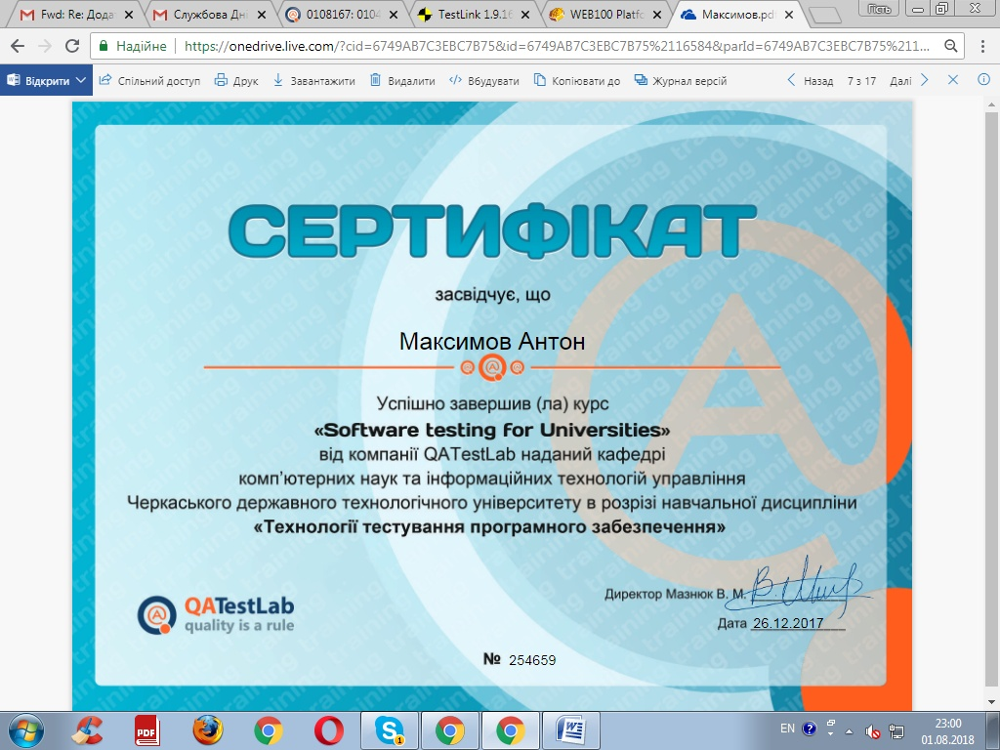 Fwd: Re: Дода
Службова Дн
0108167: 0104
TestLink 1.9.16
WEB100 Platfo
Максимов.pd
Гість
Надійне
https://onedrive.live.com/?cid=6749AB7C3EBC7B75&id=6749AB7C3EBC7B75%2116584&parId=6749AB7C3EBC7B75%211...
Відкрити
Спільний доступ
Друк
Завантажити
Видалити
Вбудувати
Копіювати до
Журнал версій
Назад
7 з 17
Далі
СЕРТИФІКАТ
засвідчує, що
Максимов Антон
Успішно завершив (ла) курс
«Software testing for Universities»
від компанії QATestLab наданий кафедрі
комп’ютерних наук та інформаційних технологій управління
Черкаського державного технологічного університету в розрізі навчальної дисципліни
«Технології тестування програмного забезпечення»
QATestLab
quality is a rule
Директор Мазнюк В. М.
Дата 26.12.2017
№ 254659
PDF
1
EN
23:00
01.08.2018